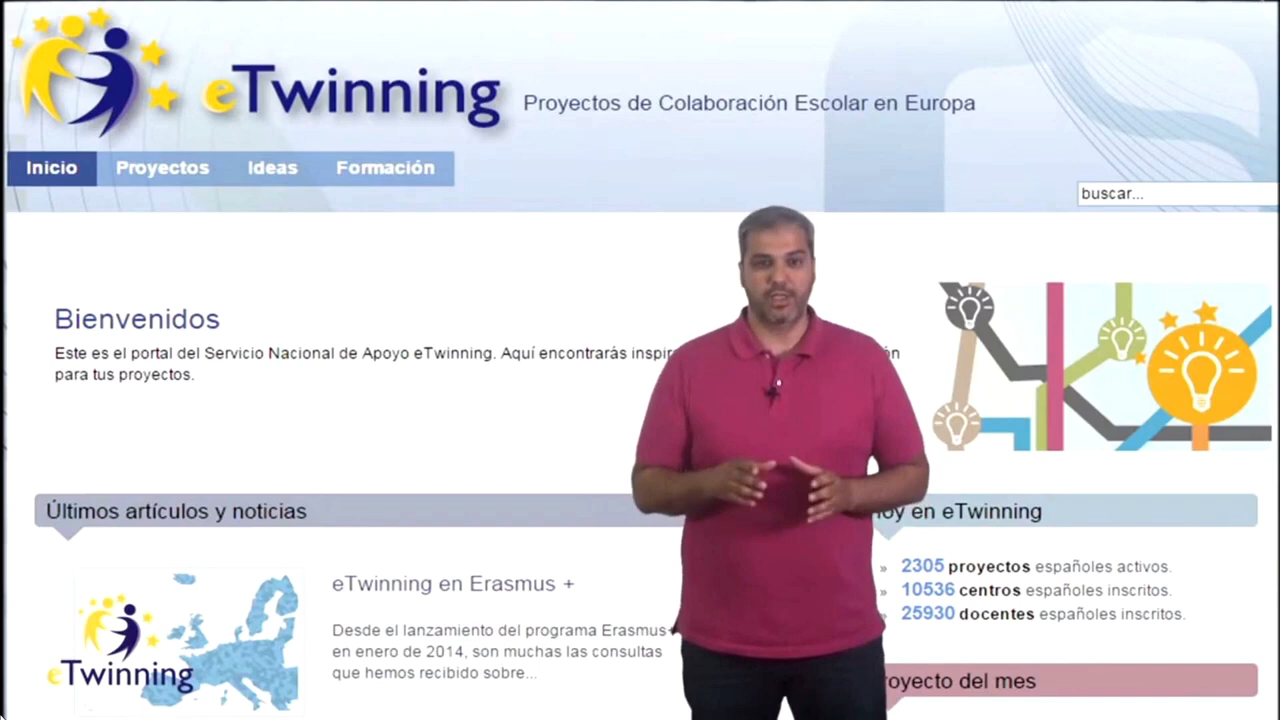 eTwinning
Proyectos de Colaboración Escolar en Europa
Inicio Proyectos Ideas Formación
buscar...
Bienvenidos
Este es el portal del Servicio Nacional de Apoyo eTwinning. Aquí encontrarás
para tus proyectos.
Últimos artículos y noticias
eTwinning en Erasmus +
Desde el lanzamiento del programa Erasmus+
en enero de 2014, son muchas las consultas
que hemos recibido sobre...
eTwinning
en eTwinning
» 2305 proyectos españoles activos.
» 10536 centros españoles inscritos.
» 25930 docentes españoles inscritos.
del mes